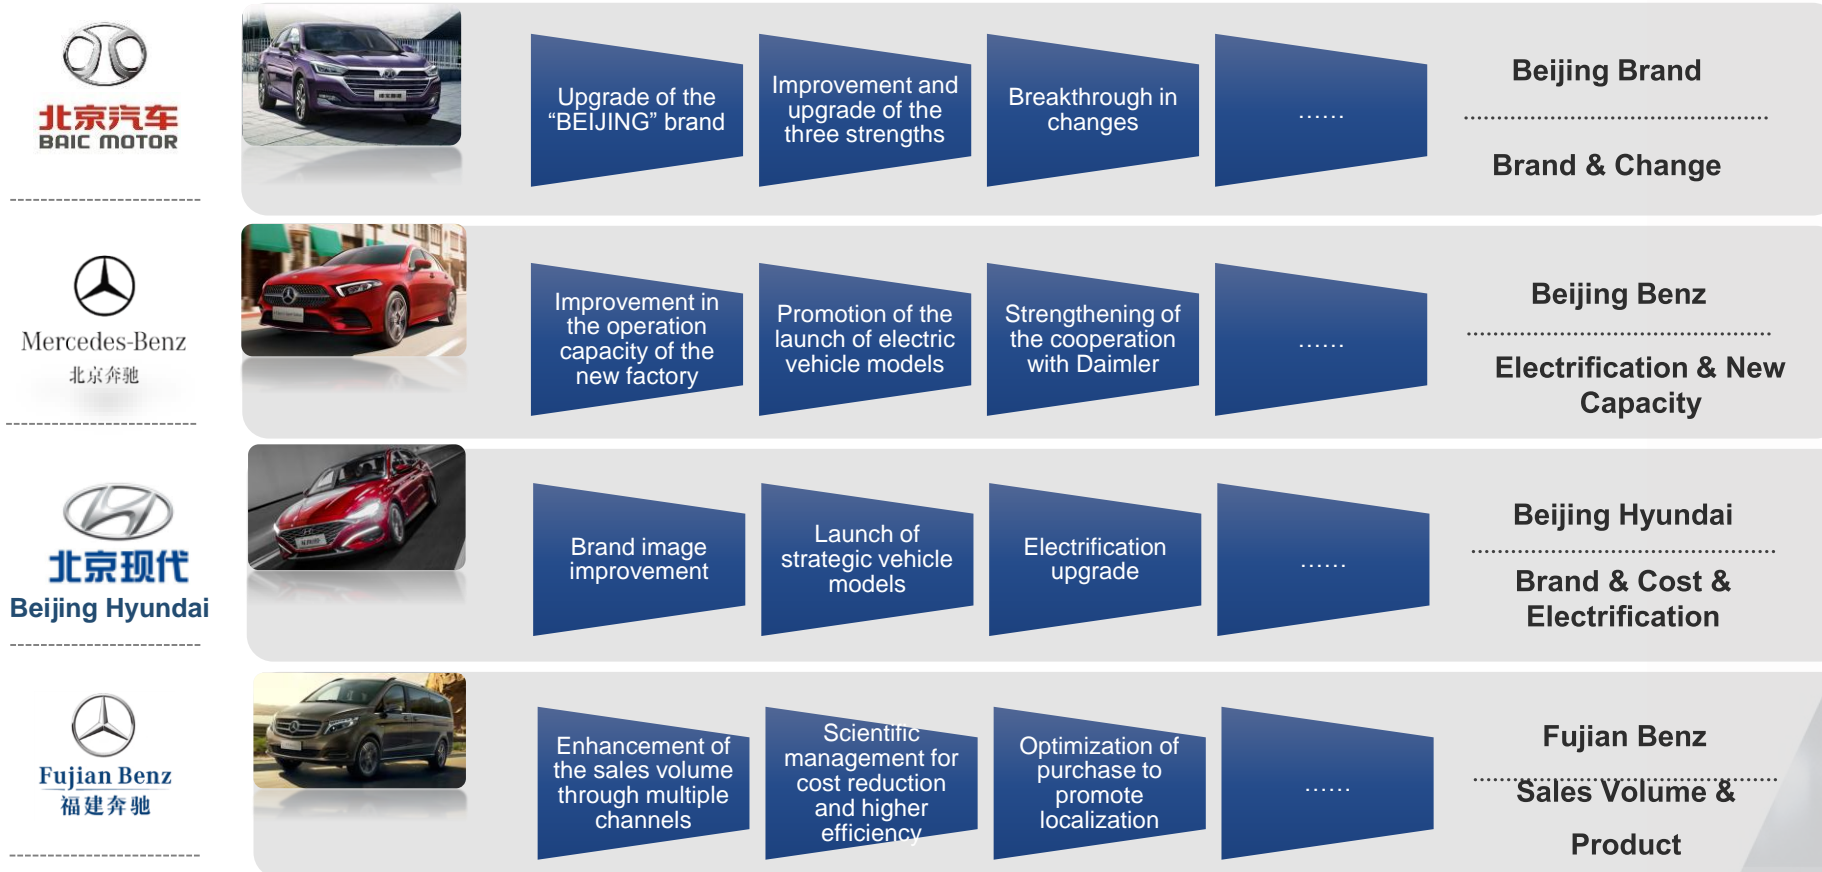 北京汽车
BAIC MOTOR
Upgrade of the
“BEIJING” brand
Improvement and
upgrade of the
three strengths
Breakthrough in
changes
......
Beijing Brand
Brand & Change
Mercedes-Benz
北京奔驰
Improvement in
the operation
capacity of the
new factory
Promotion of the
launch of electric
vehicle models
Strengthening of
the cooperation
with Daimler
......
Beijing Benz
Electrification & New
Capacity
北京现代
Beijing Hyundai
Brand image
improvement
Launch of
strategic vehicle
models
Electrification
upgrade
......
Beijing Hyundai
Brand & Cost &
Electrification
Fujian Benz
福建奔驰
Enhancement of
the sales volume
through multiple
channels
Scientific
management for
cost reduction
and higher
efficiency
Optimization of
purchase to
promote
localization
......
Fujian Benz
Sales Volume &
Product